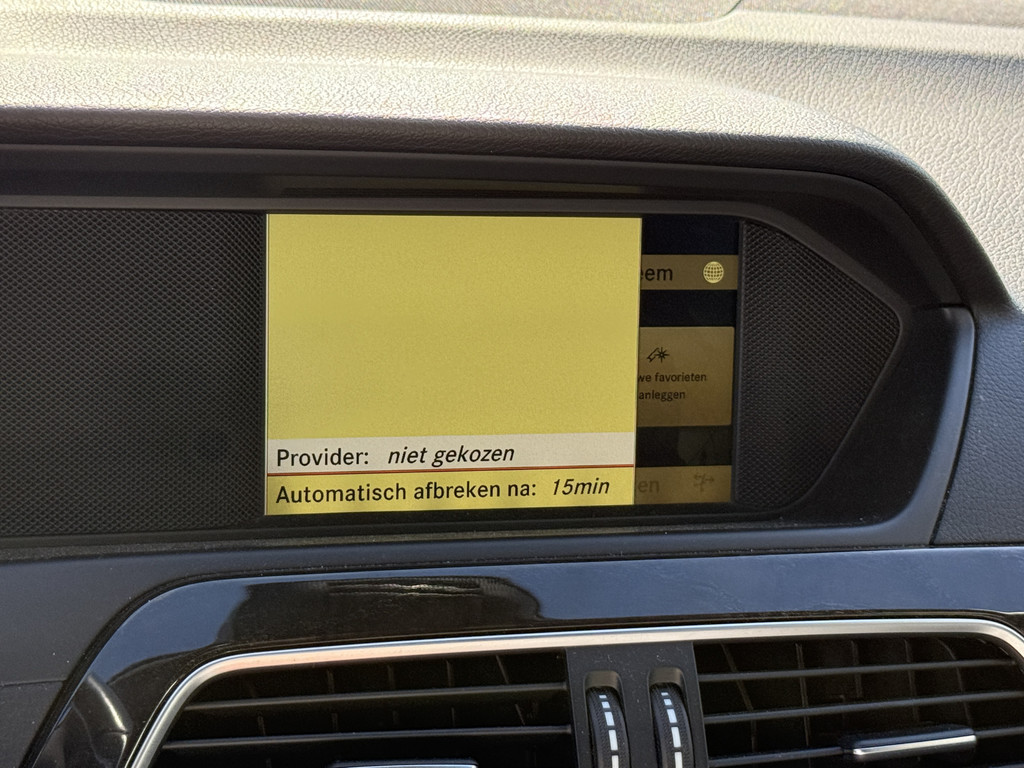 eem
we favorieten
anleggen
Provider: niet gekozen
Automatisch afbreken na: 15min
en